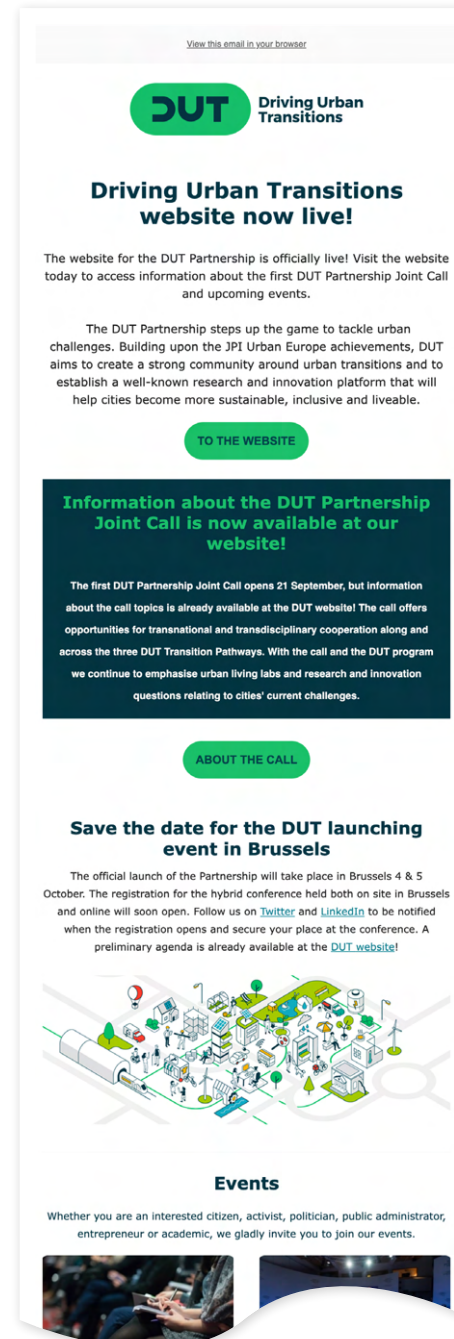 View this email in your browser
DUT
Driving Urban
Transitions
Driving Urban Transitions
website now live!
The website for the DUT Partnership is officially live! Visit the website
today to access information about the first DUT Partnership Joint Call
and upcoming events.
The DUT Partnership steps up the game to tackle urban
challenges. Building upon the JPI Urban Europe achievements, DUT
aims to create a strong community around urban transitions and to
establish a well-known research and innovation platform that will
help cities become more sustainable, inclusive and liveable.
TO THE WEBSITE
Information about the DUT Partnership
Joint Call is now available at our
website!
The first DUT Partnership Joint Call opens 21 September, but information
about the call topics is already available at the DUT website! The call offers
opportunities for transnational and transdisciplinary cooperation along and
across the three DUT Transition Pathways. With the call and the DUT program
we continue to emphasise urban living labs and research and innovation
questions relating to cities' current challenges.
ABOUT THE CALL
Save the date for the DUT launching
event in Brussels
The official launch of the Partnership will take place in Brussels 4 & 5
October. The registration for the hybrid conference held both on site in Brussels
and online will soon open. Follow us on Twitter and LinkedIn to be notified
when the registration opens and secure your place at the conference. A
preliminary agenda is already available at the DUT website!
Events
Whether you are an interested citizen, activist, politician, public administrator,
entrepreneur or academic, we gladly invite you to join our events.